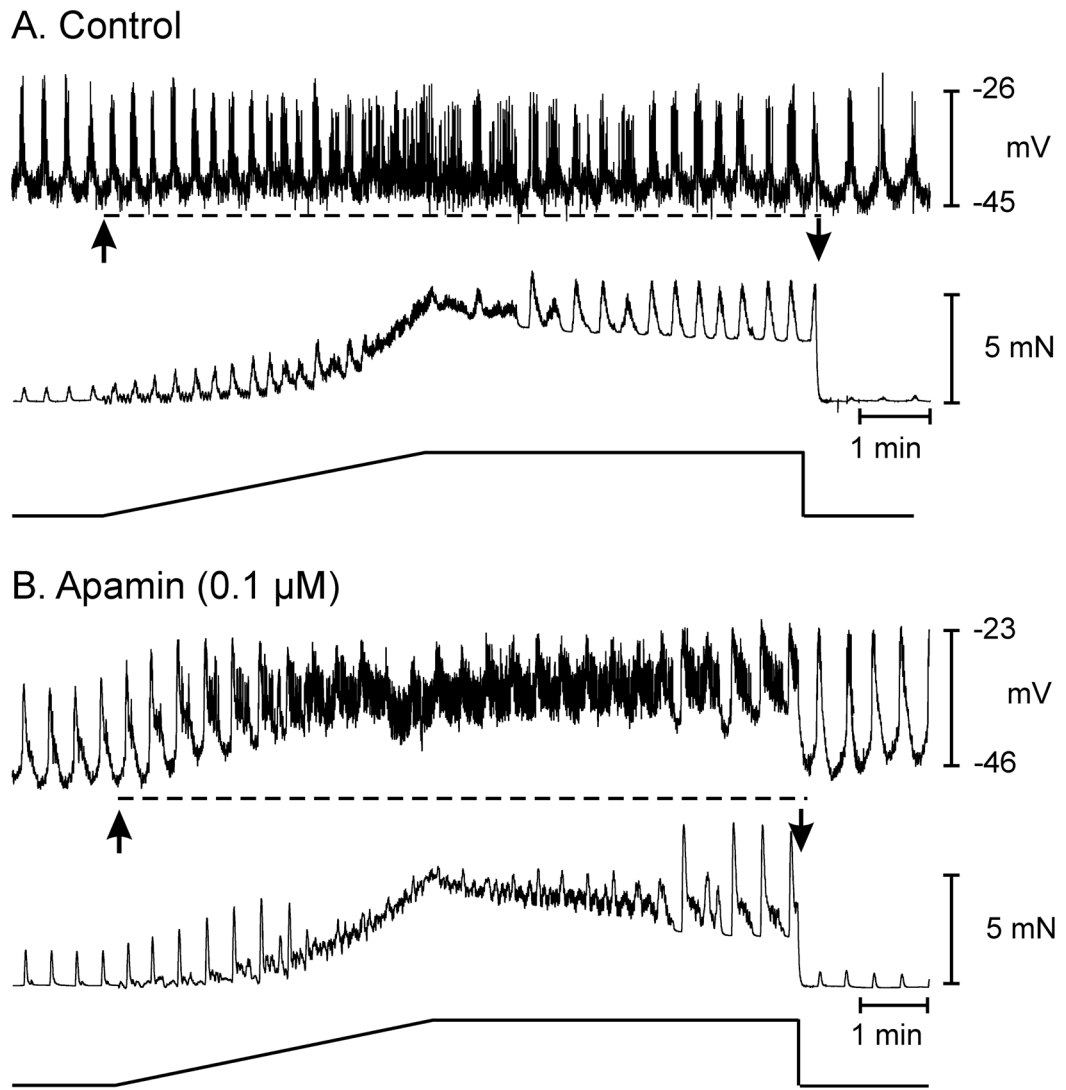 A. Control
-26
mV
-45
5 mN
1 min
B. Apamin (0.1 µM)
-23
mV
-46
5 mN
1 min